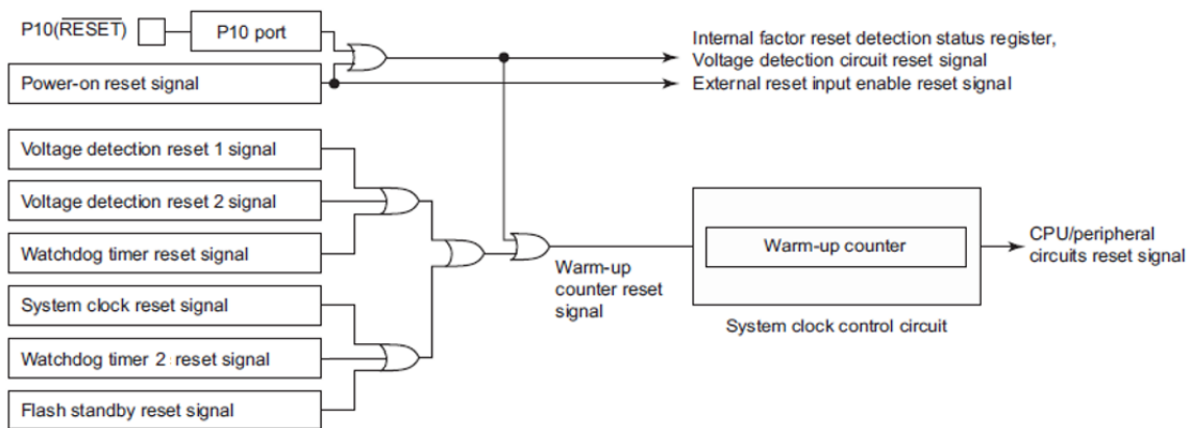 P10(RESET)
P10 port
Internal factor reset detection status register,
Voltage detection circuit reset signal
Power-on reset signal
External reset input enable reset signal
Voltage detection reset 1 signal
Voltage detection reset 2 signal
Watchdog timer reset signal
Warm-up
counter reset
signal
Warm-up counter
CPU/peripheral
circuits reset signal
System clock reset signal
System clock control circuit
Watchdog timer 2 reset signal
Flash standby reset signal